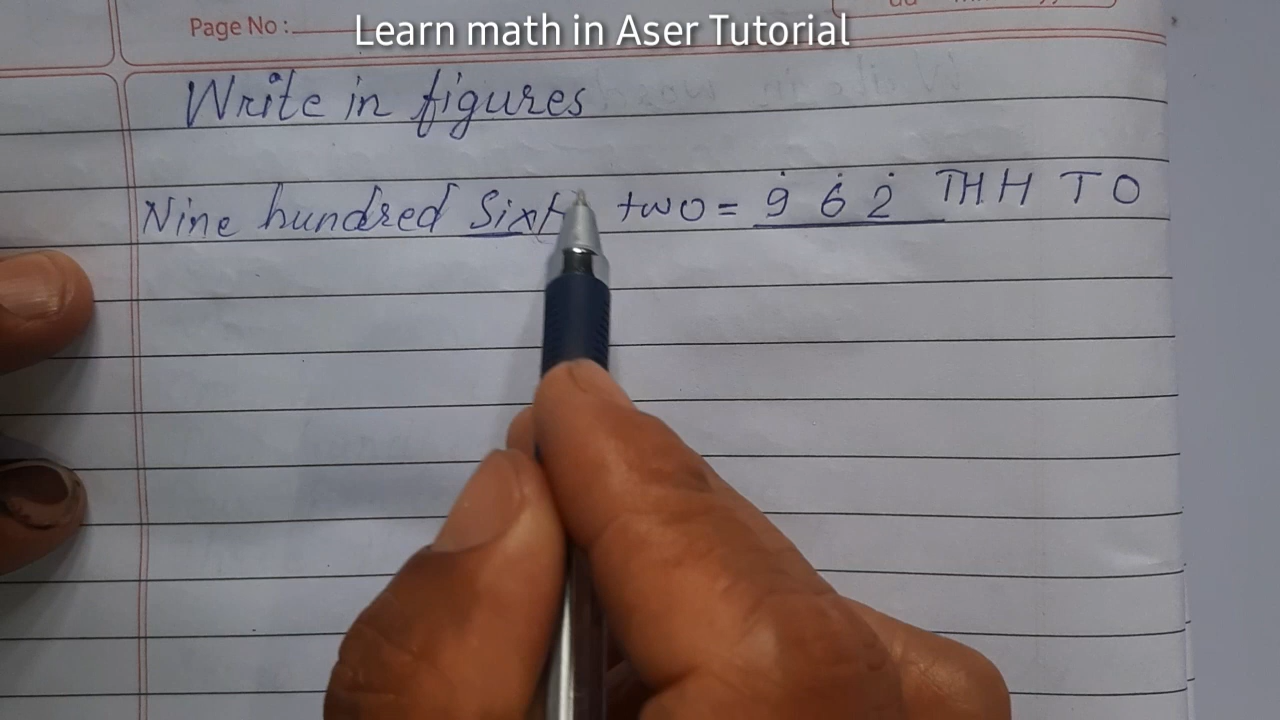 Learn math in Aser Tutorial
Page No :
Write in figures
Nine hundred Sixt two = 9 6 2 TH H T O